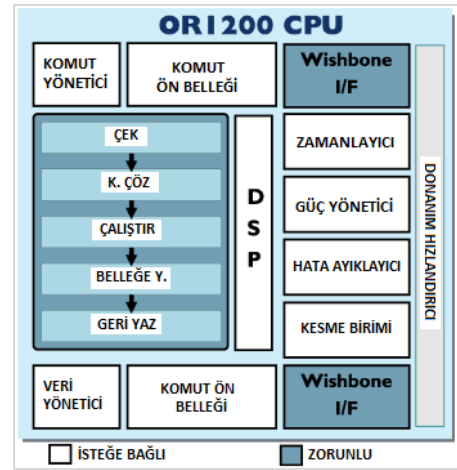 OR1200 CPU
KOMUT
YÖNETİCİ
KOMUT
ÖN BELLEĞİ
Wishbone
I/F
ÇEK
K. ÇÖZ
ÇALIŞTIR
BELLEĞE Y.
GERİ YAZ
D
S
P
ZAMANLAYICI
GÜÇ YÖNETİCİ
HATA AYIKLAYICI
KESME BİRİMİ
DONANIM HIZLANDIRICI
VERİ
YÖNETİCİ
KOMUT ÖN
BELLEĞİ
Wishbone
I/F
İSTEĞE BAĞLI
ZORUNLU